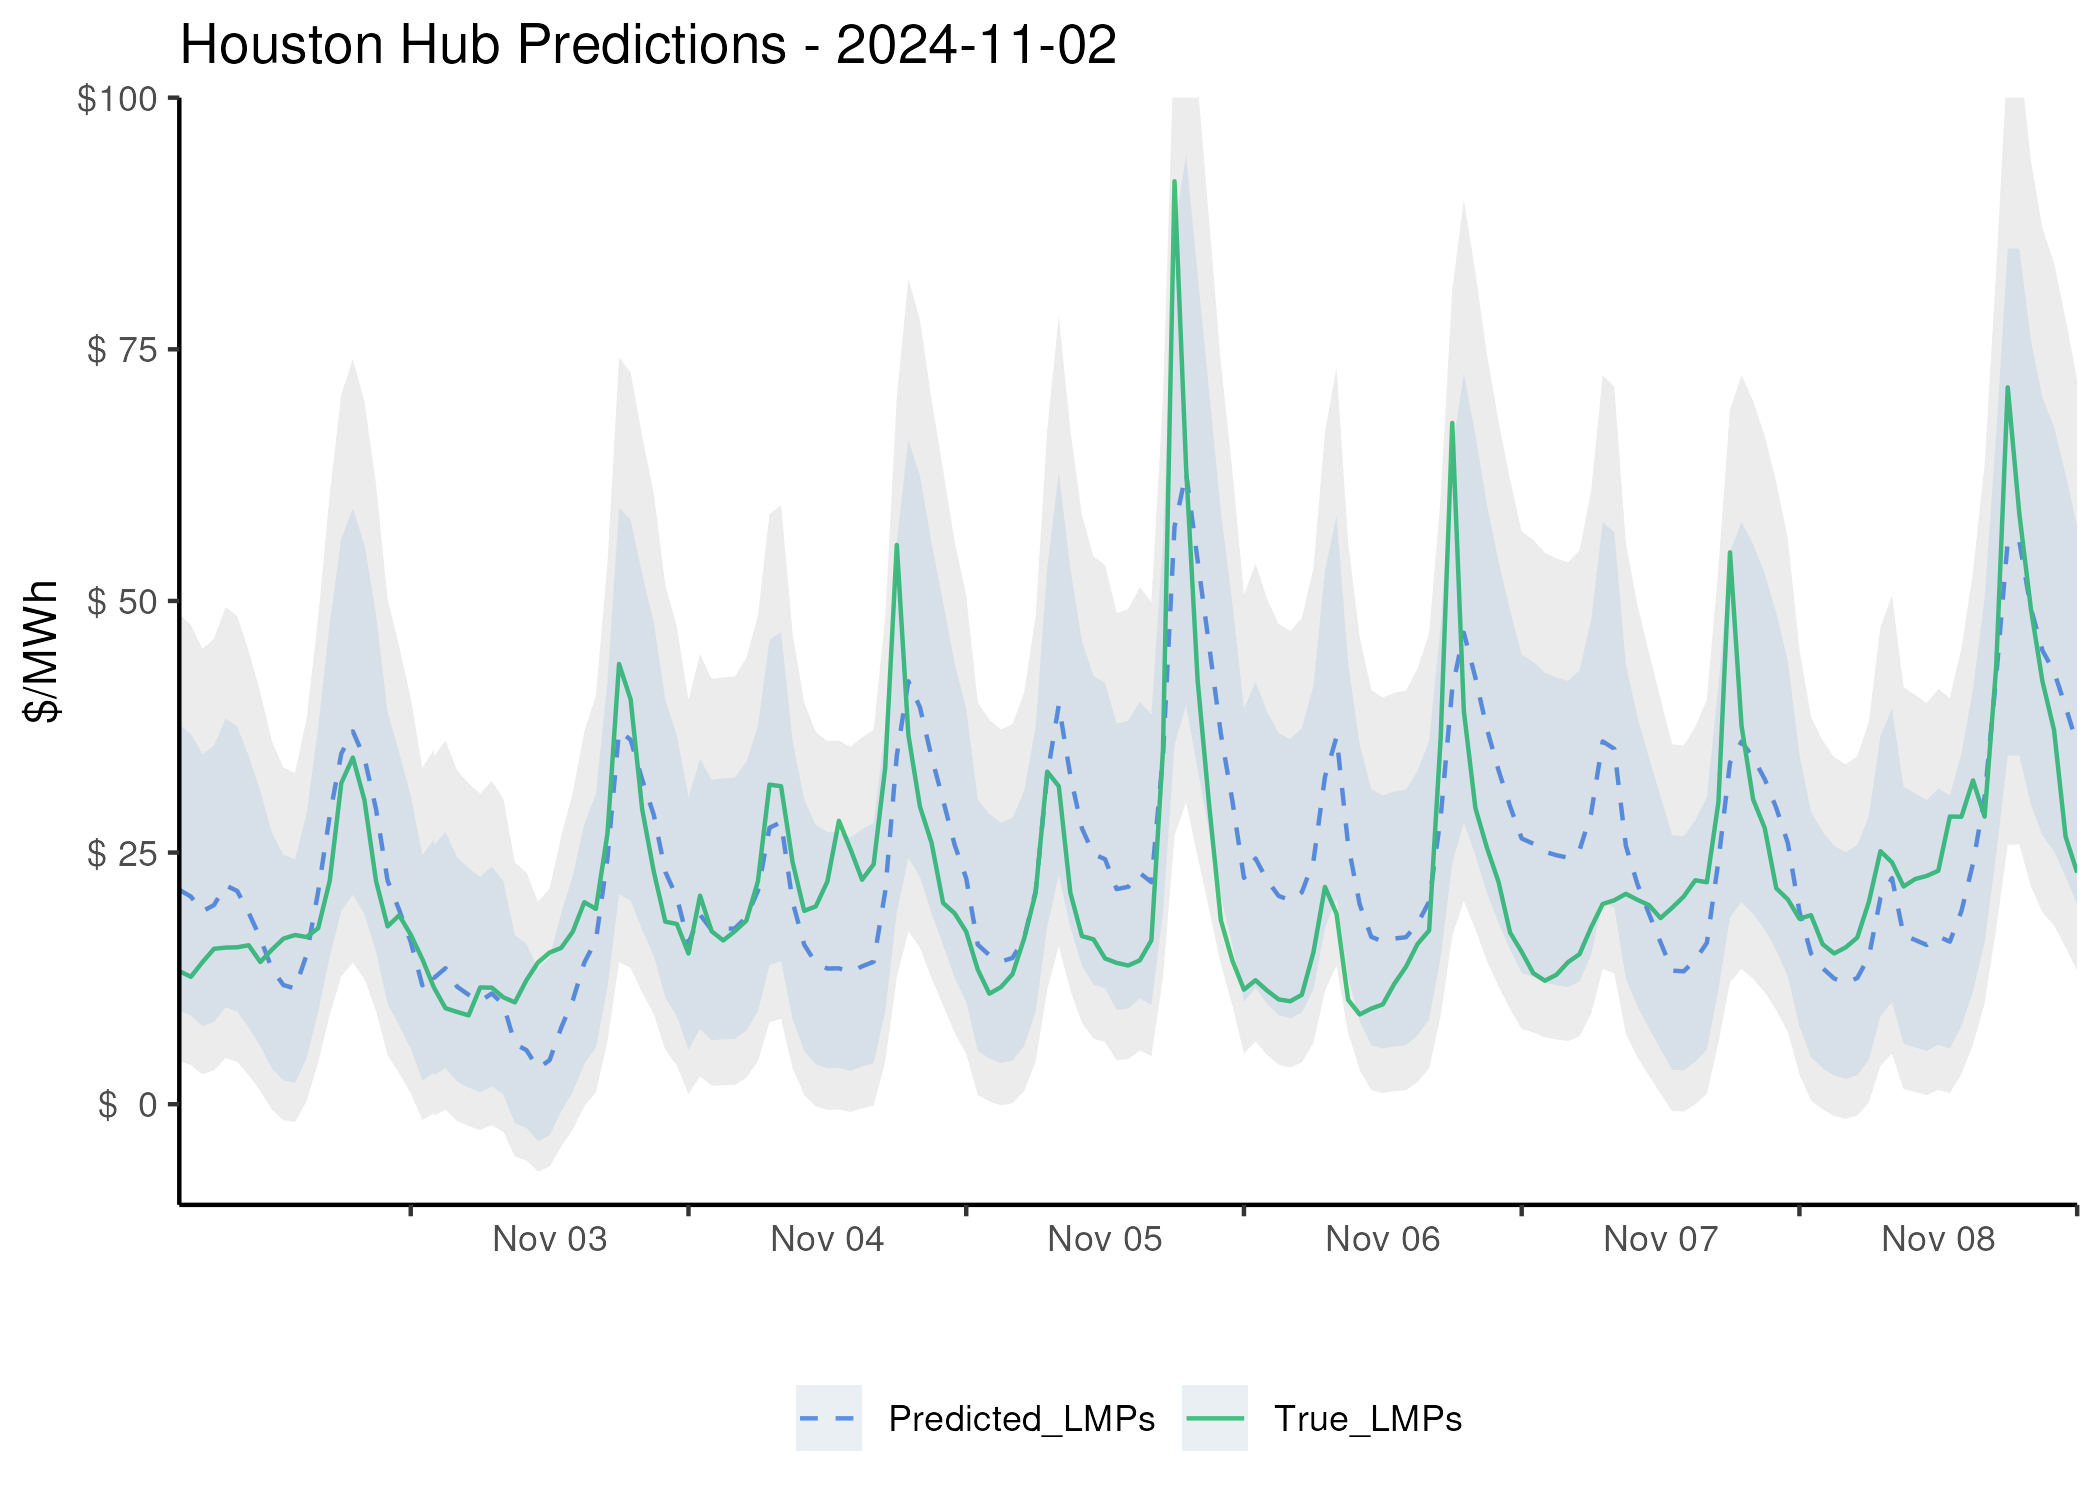 Houston Hub Predictions - 2024-11-02
$100
$ 75
$ 50
$ 25
$  0
$/MWh
Nov 03
Nov 04
Nov 05
Nov 06
Nov 07
Nov 08
Predicted_LMPs
True_LMPs